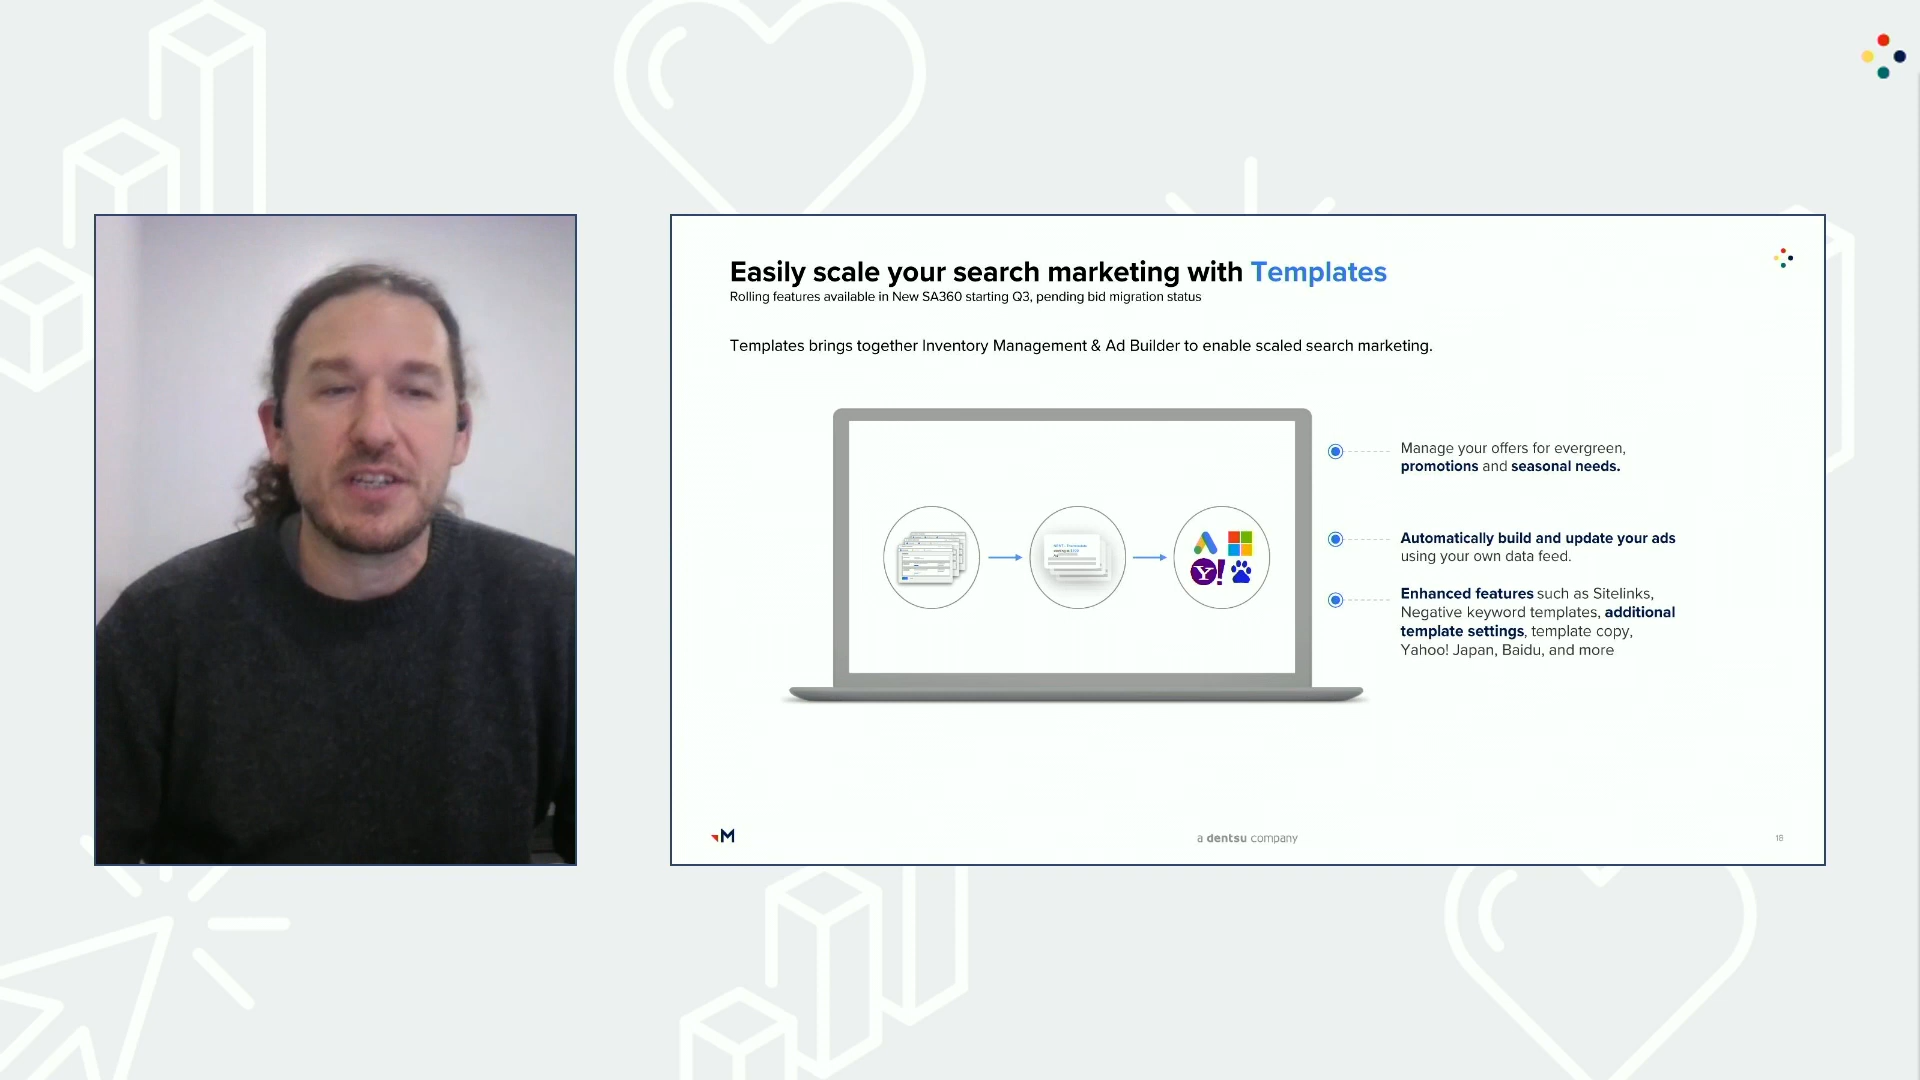 Easily scale your search marketing with Templates
Rolling features available in New SA360 starting Q3, pending bid migration status
Templates brings together Inventory Management & Ad Builder to enable scaled search marketing.
Manage your offers for evergreen,
promotions and seasonal needs.
Automatically build and update your ads
using your own data feed.
Enhanced features such as Sitelinks,
Negative keyword templates, additional
template settings, template copy,
Yahoo! Japan, Baidu, and more
Y!
M
a dentsu company
18